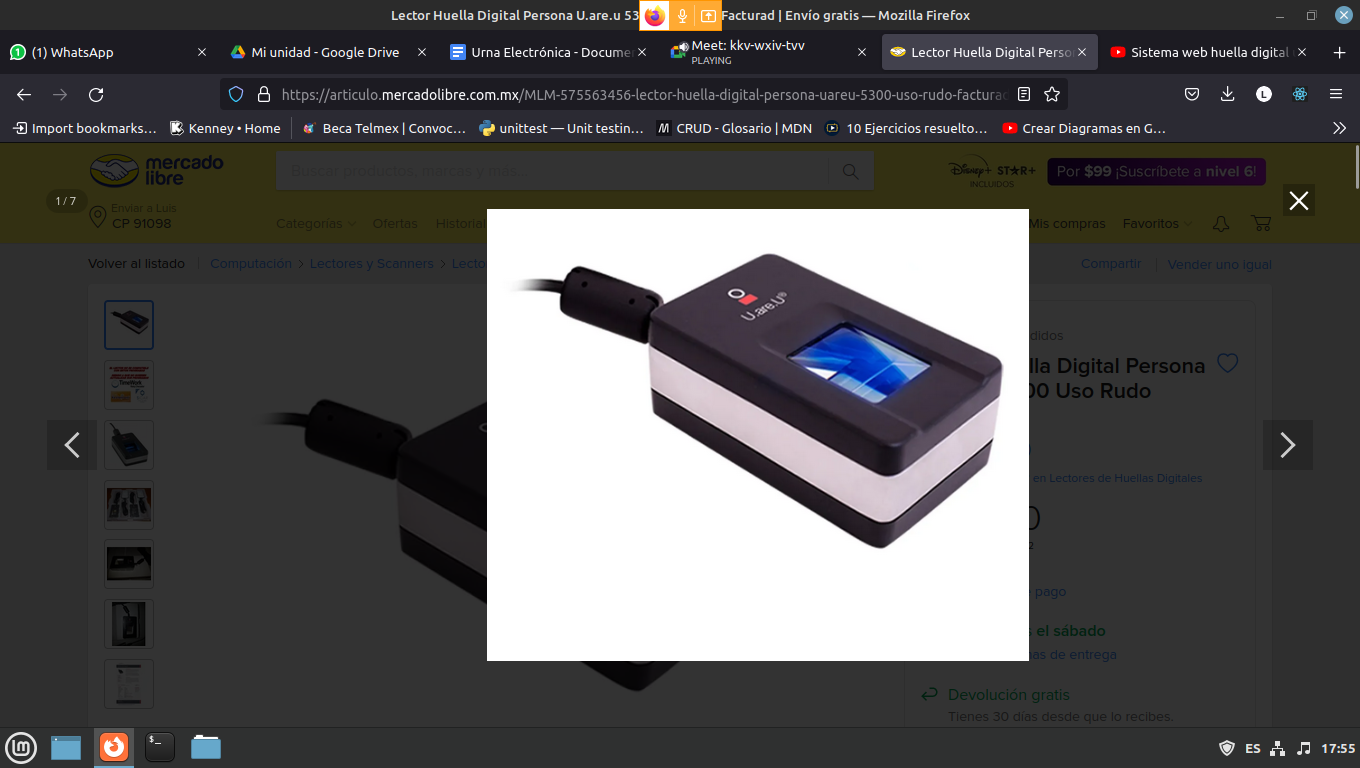 Lector Huella Digital Persona U.are.u 53 Facturad | Envío gratis — Mozilla Firefox
(1) WhatsApp
Mi unidad - Google Drive
Urna Electrónica - Documen
Meet: kkv-wxiv-tvv
PLAYING
Lector Huella Digital Perso
Sistema web huella digital
https://articulo.mercadolibre.com.mx/MLM-575563456-lector-huella-digital-persona-uareu-5300-uso-rudo-facturac
L
Import bookmarks...
Kenney • Home
Beca Telmex | Convoc...
unittest — Unit testin...
CRUD - Glosario | MDN
10 Ejercicios resuelto...
Crear Diagramas en G...
mercado
libre
Buscar productos, marcas y más...
Disney+ STAR+
INCLUIDOS
Por $99 ¡Suscríbete a nivel 6!
1 / 7
Enviar a Luis
CP 91098
Categorías
Ofertas
Historial
Mis compras
Favoritos
Volver al listado
Computación
Lectores y Scanners
Lecto
Compartir
Vender uno igual
U.are.U®
didos
lla Digital Persona
00 Uso Rudo
en Lectores de Huellas Digitales
0
pago
el sábado
as de entrega
Devolución gratis
Tienes 30 días desde que lo recibes.
ES
17:55